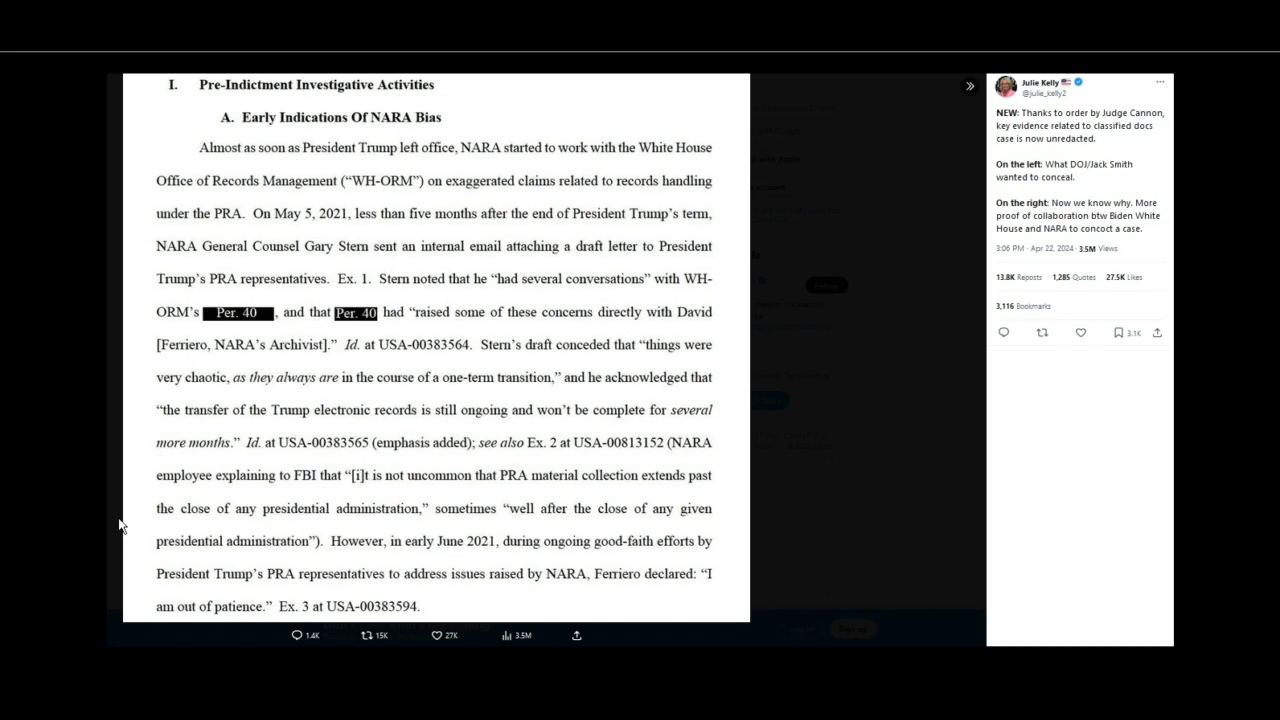 I. Pre-Indictment Investigative Activities
A. Early Indications Of NARA Bias
Almost as soon as President Trump left office, NARA started to work with the White House
Office of Records Management (“WH-ORM”) on exaggerated claims related to records handling
under the PRA. On May 5, 2021, less than five months after the end of President Trump’s term,
NARA General Counsel Gary Stern sent an internal email attaching a draft letter to President
Trump’s PRA representatives. Ex. 1. Stern noted that he “had several conversations” with WH-
ORM’s Per. 40 , and that Per. 40 had “raised some of these concerns directly with David
[Ferriero, NARA’s Archivist].” Id. at USA-00383564. Stern’s draft conceded that “things were
very chaotic, as they always are in the course of a one-term transition,” and he acknowledged that
“the transfer of the Trump electronic records is still ongoing and won’t be complete for several
more months.” Id. at USA-00383565 (emphasis added); see also Ex. 2 at USA-00813152 (NARA
employee explaining to FBI that “[i]t is not uncommon that PRA material collection extends past
the close of any presidential administration,” sometimes “well after the close of any given
presidential administration”). However, in early June 2021, during ongoing good-faith efforts by
President Trump’s PRA representatives to address issues raised by NARA, Ferriero declared: “I
am out of patience.” Ex. 3 at USA-00383594.
1.4K 15K 27K 3.5M
Julie Kelly
@julie_kelly2
NEW: Thanks to order by Judge Cannon,
key evidence related to classified docs
case is now unredacted.
On the left: What DOJ/Jack Smith
wanted to conceal.
On the right: Now we know why. More
proof of collaboration btw Biden White
House and NARA to concoct a case.
3:06 PM · Apr 22, 2024 · 3.5M Views
13.8K Reposts 1,285 Quotes 27.5K Likes
3,116 Bookmarks
3.1K